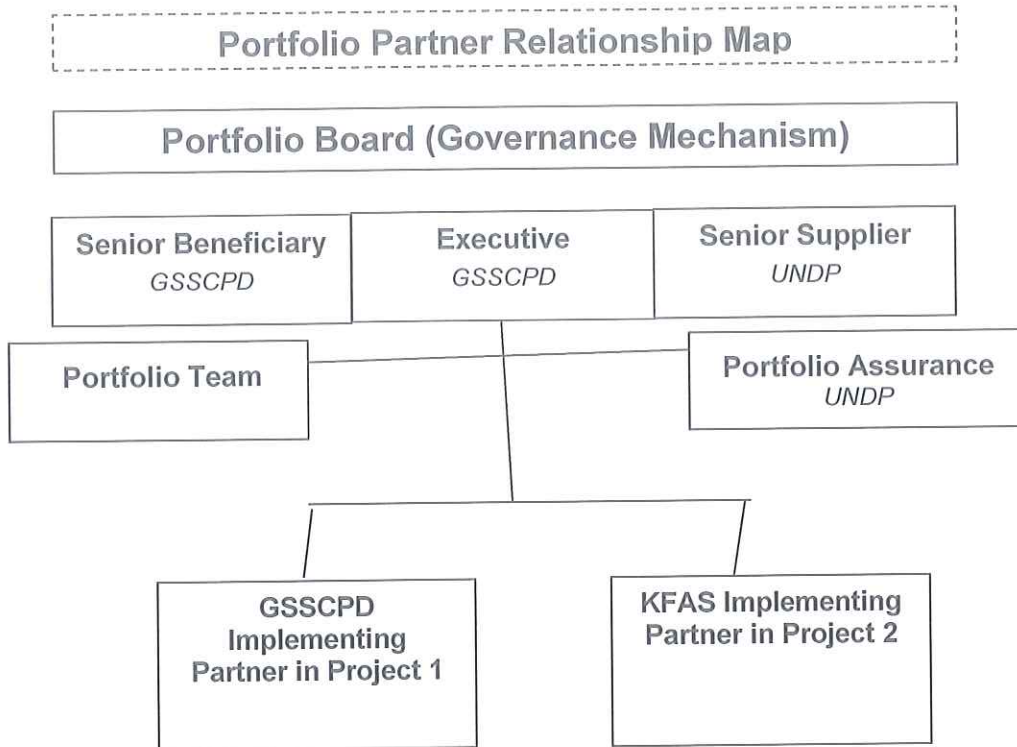 Portfolio Partner Relationship Map
Portfolio Board (Governance Mechanism)
Senior Beneficiary
GSSCPD
Executive
GSSCPD
Senior Supplier
UNDP
Portfolio Team
Portfolio Assurance
UNDP
GSSCPD
Implementing
Partner in Project 1
KFAS Implementing
Partner in Project 2